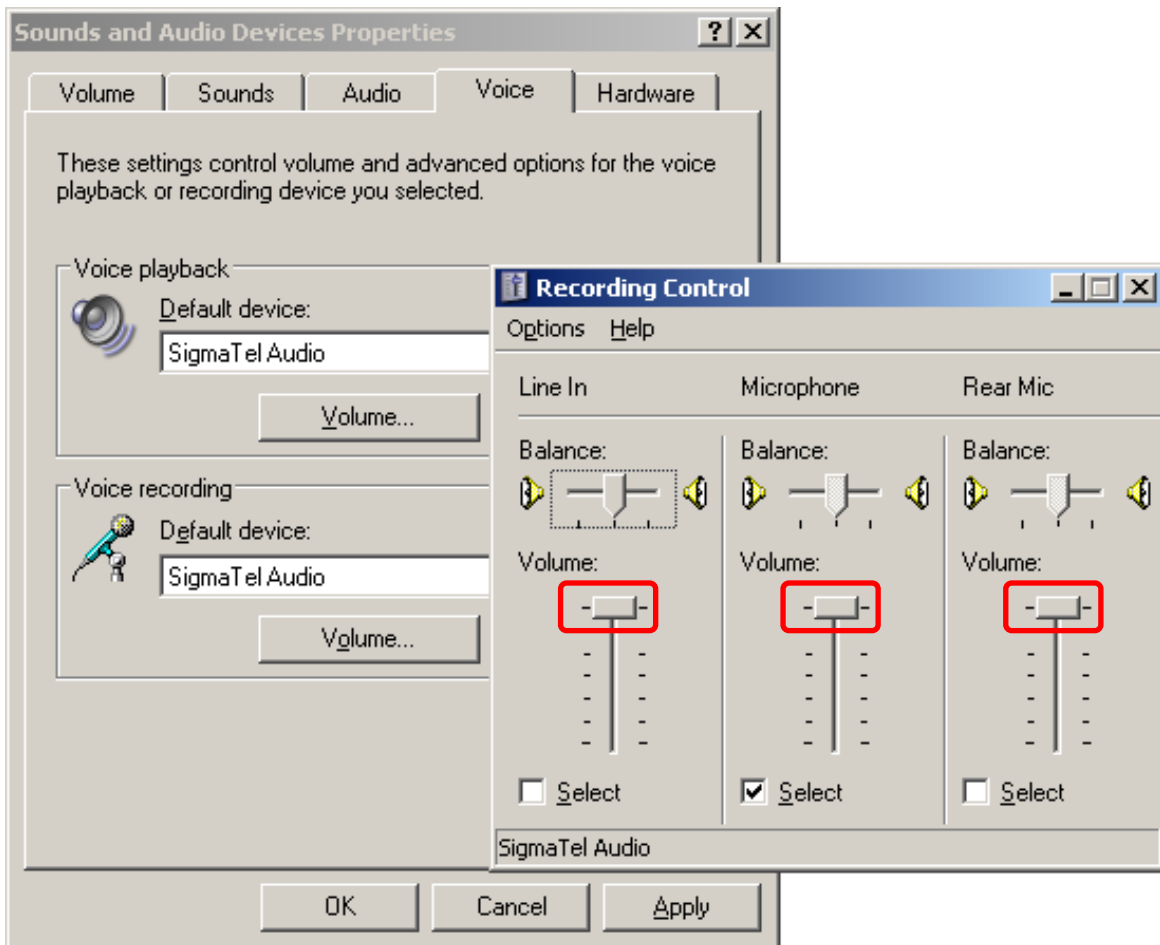 Sounds and Audio Devices Properties
Volume Sounds Audio Voice Hardware
These settings control volume and advanced options for the voice
playback or recording device you selected.
Voice playback
Default device:
SigmaTel Audio
Volume...
Voice recording
Default device:
SigmaTel Audio
Volume...
OK Cancel Apply
Recording Control
Options Help
Line In Microphone Rear Mic
Balance: Balance: Balance:
Volume: Volume: Volume:
Select Select Select
SigmaTel Audio